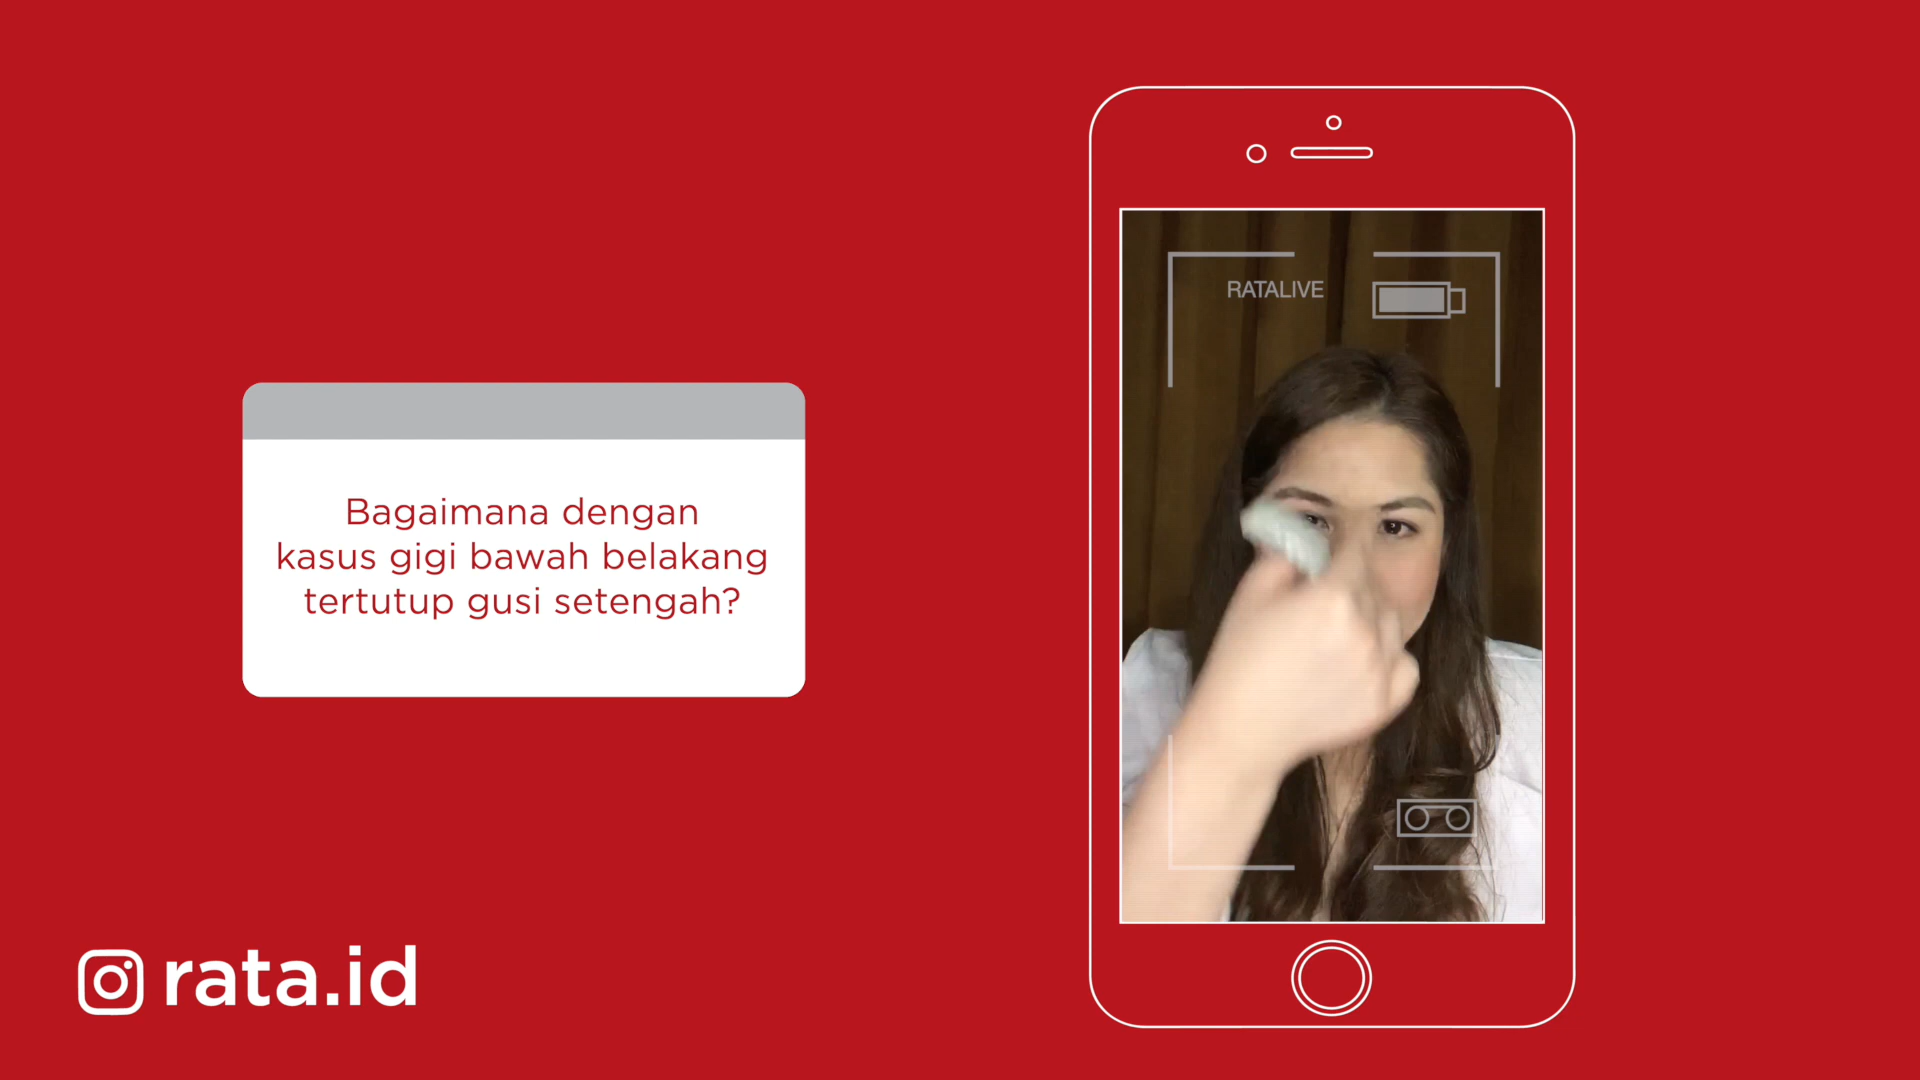 RATALIVE
Bagaimana dengan
kasus gigi bawah belakang
tertutup gusi setengah?
rata.id